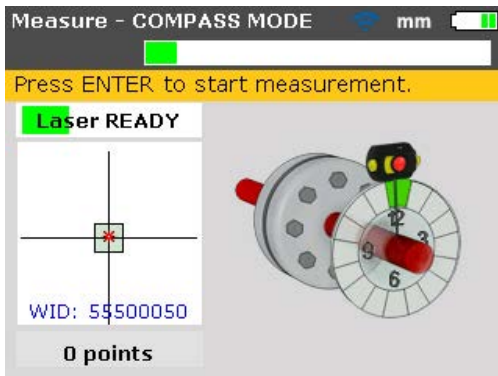 Measure - COMPASS MODE mm
Press ENTER to start measurement.
Laser READY
12
3
9
6
WID: 55500050
0 points